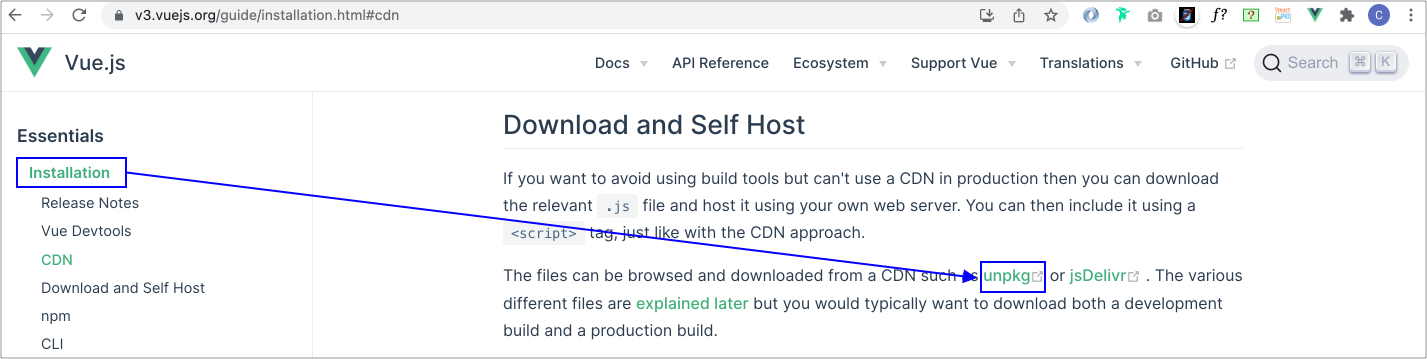 v3.vuejs.org/guide/installation.html#cdn
f?
?
C
Vue.js
Docs
API Reference
Ecosystem
Support Vue
Translations
GitHub
Search
⌘
K
Essentials
Installation
Release Notes
Vue Devtools
CDN
Download and Self Host
npm
CLI
Download and Self Host
If you want to avoid using build tools but can't use a CDN in production then you can download
the relevant .js file and host it using your own web server. You can then include it using a
<script> tag, just like with the CDN approach.
The files can be browsed and downloaded from a CDN such s unpkg or jsDelivr . The various
different files are explained later but you would typically want to download both a development
build and a production build.